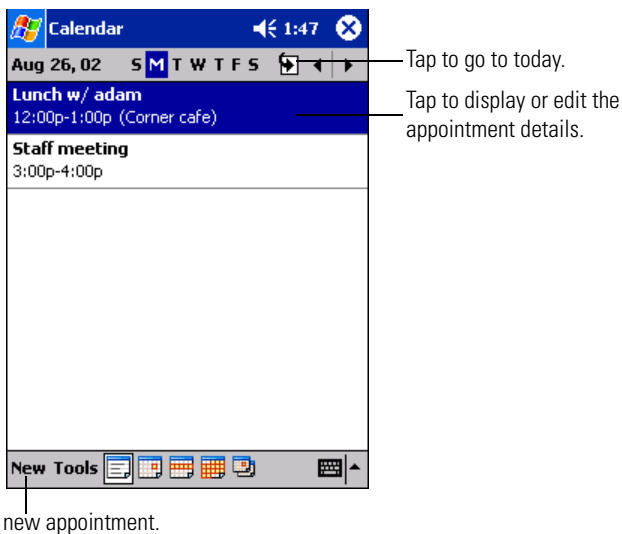 Calendar 1:47
Aug 26, 02 S M T W T F S
Tap to go to today.
Lunch w/ adam
12:00p-1:00p (Corner cafe)
Tap to display or edit the
appointment details.
Staff meeting
3:00p-4:00p
New Tools
new appointment.